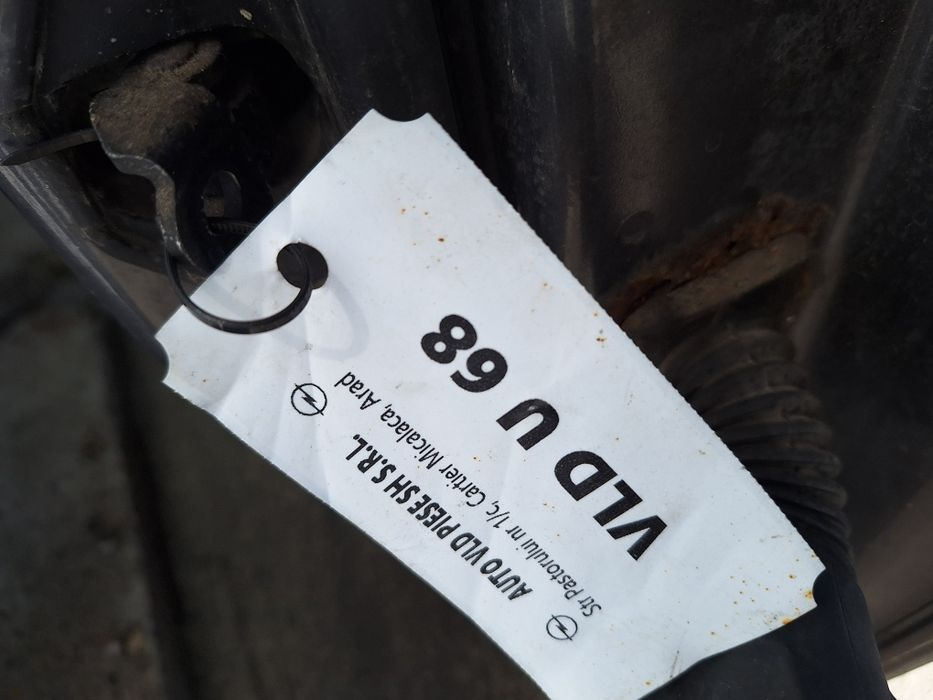 AUTO VLD PIESE SH S.R.L.
Str Pastorului nr 1/c, Cartier Micalaca, Arad
VLD U 68